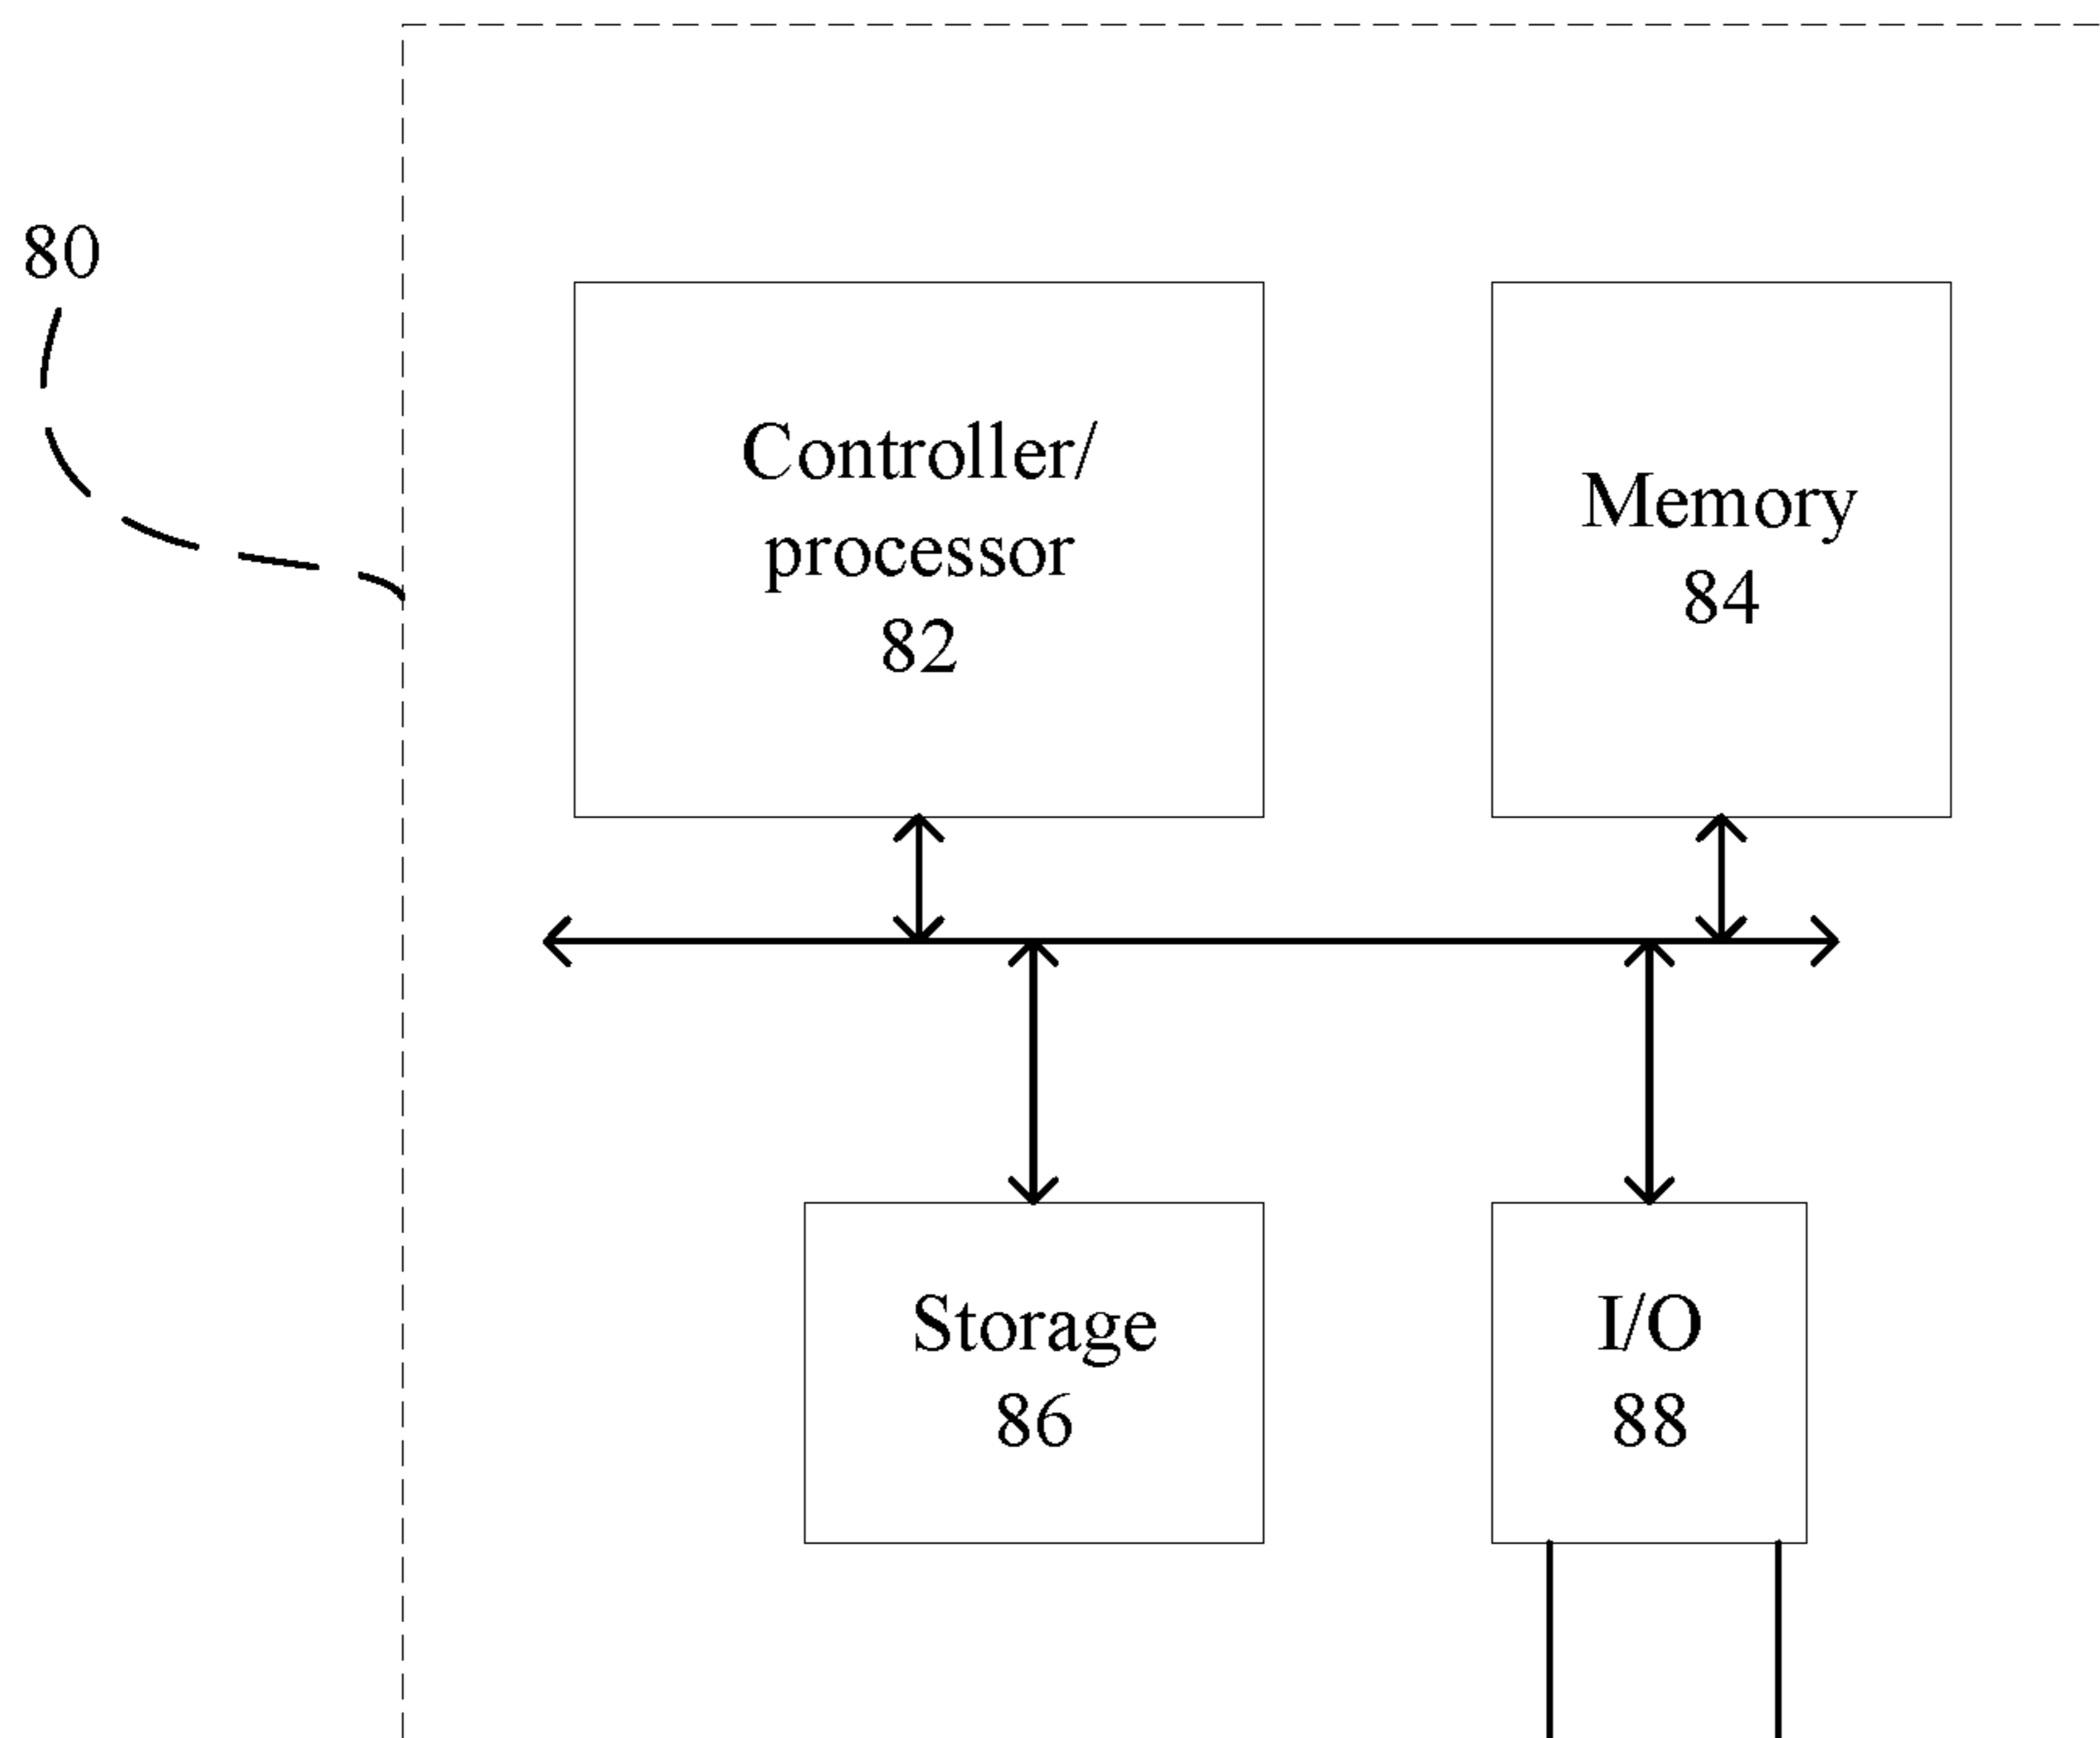 80
Controller/
processor
82
Memory
84
Storage
86
I/O
88